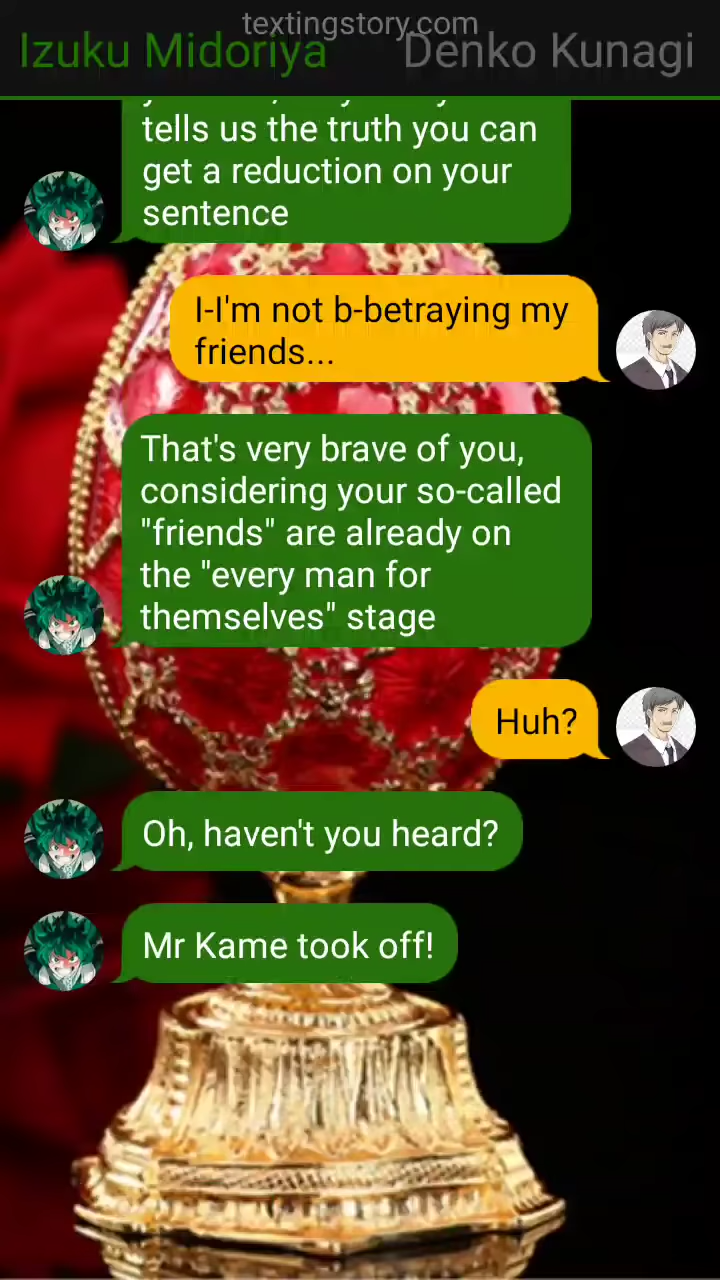 textingstory.com
Izuku Midoriya Denko Kunagi
tells us the truth you can
get a reduction on your
sentence
I-I'm not b-betraying my
friends...
That's very brave of you,
considering your so-called
"friends" are already on
the "every man for
themselves" stage
Huh?
Oh, haven't you heard?
Mr Kame took off!